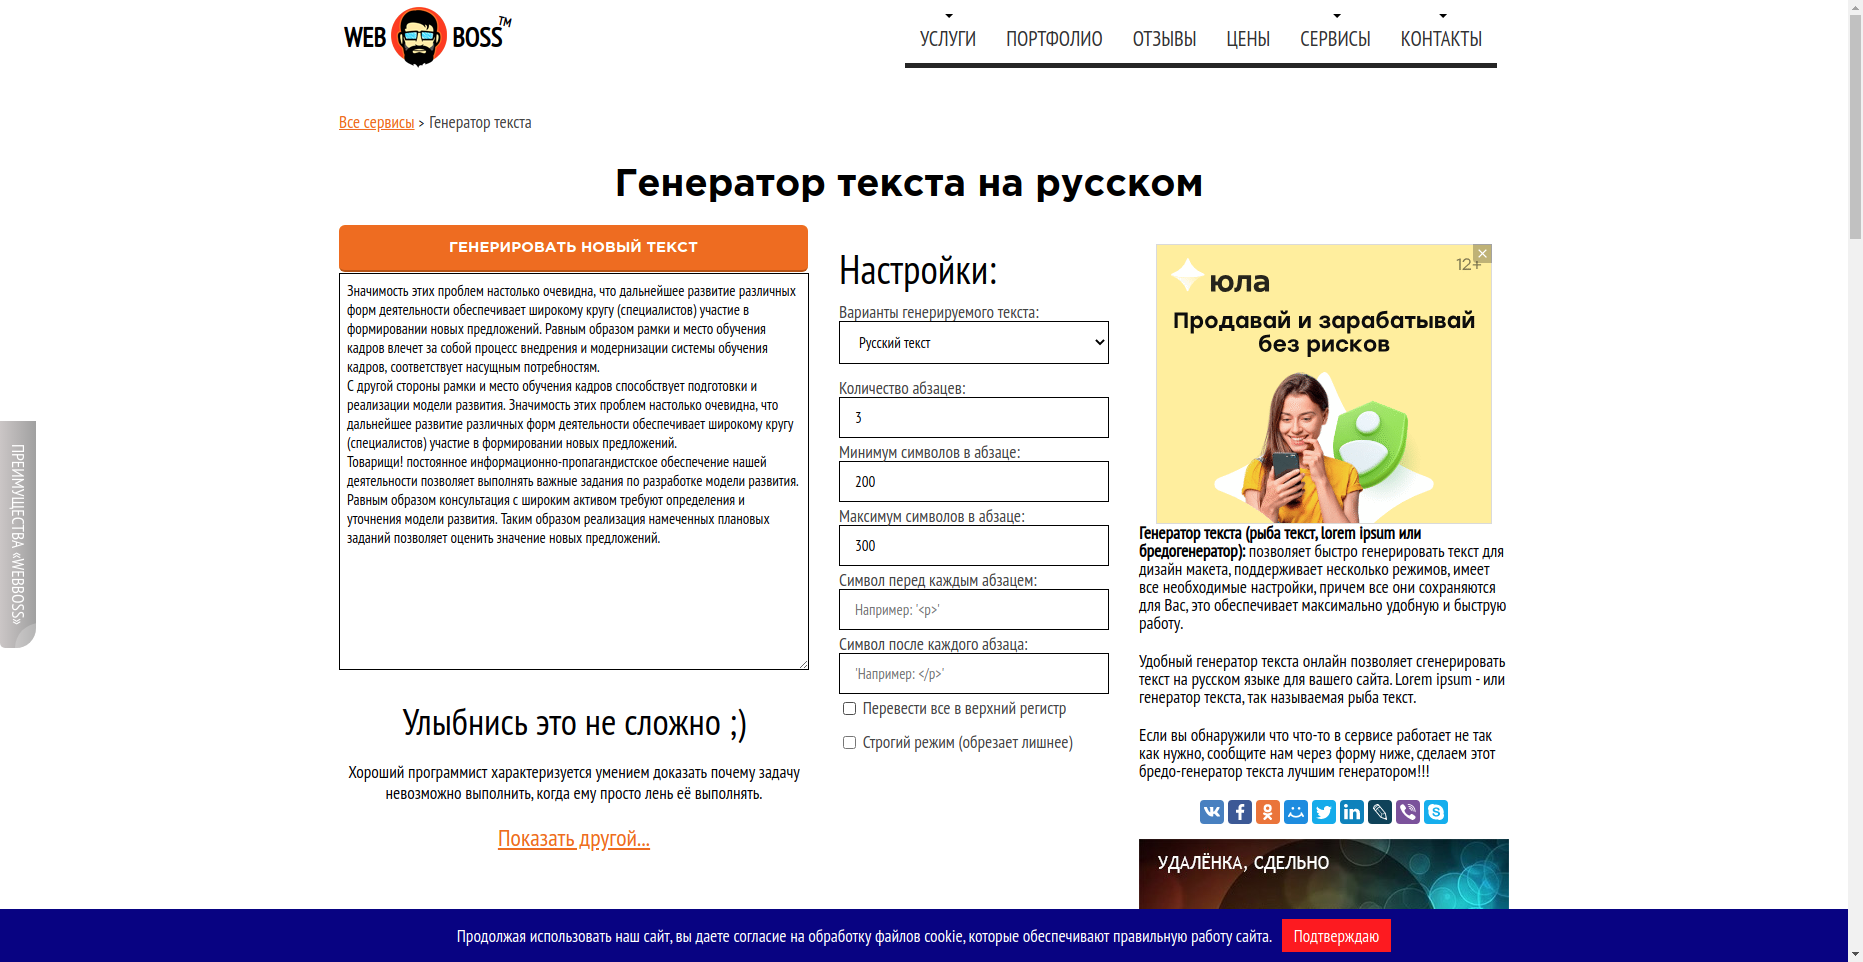 WEB BOSS TM
УСЛУГИ ПОРТФОЛИО ОТЗЫВЫ ЦЕНЫ СЕРВИСЫ КОНТАКТЫ
Все сервисы > Генератор текста
Генератор текста на русском
ГЕНЕРИРОВАТЬ НОВЫЙ ТЕКСТ
Значимость этих проблем настолько очевидна, что дальнейшее развитие различных
форм деятельности обеспечивает широкому кругу (специалистов) участие в
формировании новых предложений. Равным образом рамки и место обучения
кадров влечет за собой процесс внедрения и модернизации системы обучения
кадров, соответствует насущным потребностям.
С другой стороны рамки и место обучения кадров способствует подготовки и
реализации модели развития. Значимость этих проблем настолько очевидна, что
дальнейшее развитие различных форм деятельности обеспечивает широкому кругу
(специалистов) участие в формировании новых предложений.
Товарищи! постоянное информационно-пропагандистское обеспечение нашей
деятельности позволяет выполнять важные задания по разработке модели развития.
Равным образом консультация с широким активом требуют определения и
уточнения модели развития. Таким образом реализация намеченных плановых
заданий позволяет оценить значение новых предложений.
Улыбнись это не сложно ;)
Хороший программист характеризуется умением доказать почему задачу
невозможно выполнить, когда ему просто лень её выполнять.
Показать другой...
Настройки:
Варианты генерируемого текста:
Русский текст
Количество абзацев:
3
Минимум символов в абзаце:
200
Максимум символов в абзаце:
300
Символ перед каждым абзацем:
Например: '<p>'
Символ после каждого абзаца:
'Например: </p>'
Перевести все в верхний регистр
Строгий режим (обрезает лишнее)
12+
юла
Продавай и зарабатывай
без рисков
Генератор текста (рыба текст, lorem ipsum или
бредогенератор): позволяет быстро генерировать текст для
дизайн макета, поддерживает несколько режимов, имеет
все необходимые настройки, причем все они сохраняются
для Вас, это обеспечивает максимально удобную и быструю
работу.
Удобный генератор текста онлайн позволяет сгенерировать
текст на русском языке для вашего сайта. Lorem ipsum - или
генератор текста, так называемая рыба текст.
Если вы обнаружили что что-то в сервисе работает не так
как нужно, сообщите нам через форму ниже, сделаем этот
бредо-генератор текста лучшим генератором!!!
УДАЛЁНКА, СДЕЛЬНО
ПРЕИМУЩЕСТВА «WEBBOSS»
Продолжая использовать наш сайт, вы даете согласие на обработку файлов cookie, которые обеспечивают правильную работу сайта. Подтверждаю